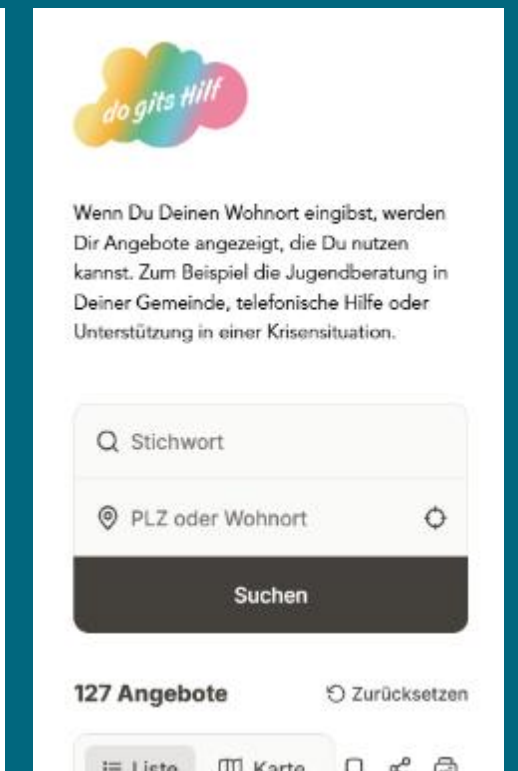 do gits Hilf
Wenn Du Deinen Wohnort eingibst, werden
Dir Angebote angezeigt, die Du nutzen
kannst. Zum Beispiel die Jugendberatung in
Deiner Gemeinde, telefonische Hilfe oder
Unterstützung in einer Krisensituation.
Stichwort
PLZ oder Wohnort
Suchen
127 Angebote Zurücksetzen
Liste Karte